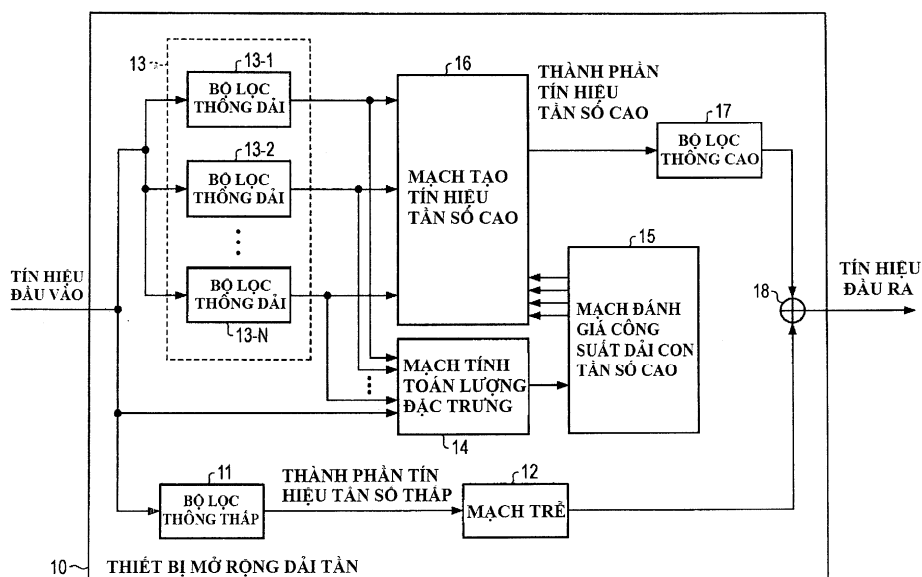 13
13-1
BỘ LỌC
THÔNG DẢI
13-2
BỘ LỌC
THÔNG DẢI
BỘ LỌC
THÔNG DẢI
13-N
16
MẠCH TẠO
TÍN HIỆU
TẦN SỐ CAO
THÀNH PHẦN
TÍN HIỆU
TẦN SỐ CAO
17
BỘ LỌC
THÔNG CAO
15
MẠCH ĐÁNH
GIÁ CÔNG
SUẤT DẢI CON
TẦN SỐ CAO
TÍN HIỆU
ĐẦU VÀO
18
TÍN HIỆU
ĐẦU RA
MẠCH TÍNH
TOÁN LƯỢNG
ĐẶC TRƯNG
14
11
BỘ LỌC
THÔNG THẤP
THÀNH PHẦN TÍN
HIỆU TẦN SỐ THẤP
12
MẠCH TRỄ
10
THIẾT BỊ MỞ RỘNG DẢI TẦN